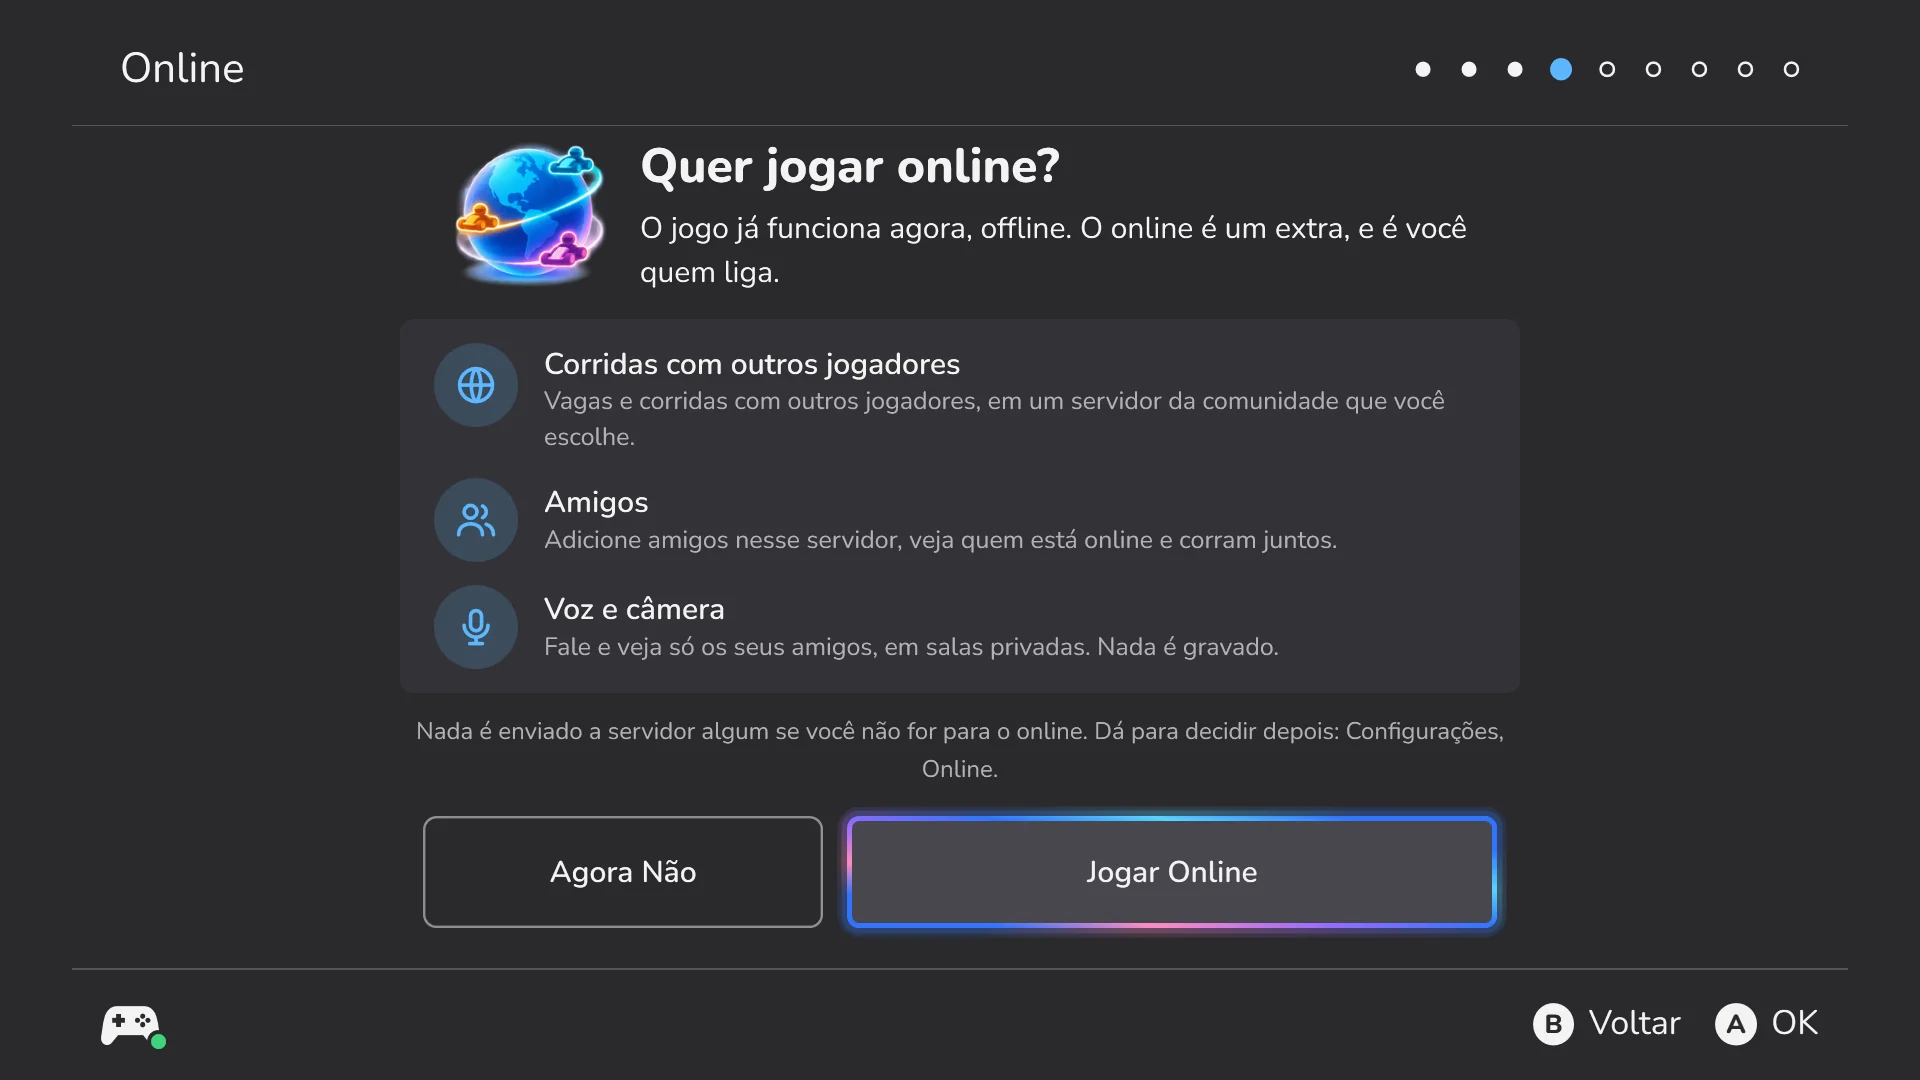 Online
Quer jogar online?
O jogo já funciona agora, offline. O online é um extra, e é você
quem liga.
Corridas com outros jogadores
Vagas e corridas com outros jogadores, em um servidor da comunidade que você
escolhe.
Amigos
Adicione amigos nesse servidor, veja quem está online e corram juntos.
Voz e câmera
Fale e veja só os seus amigos, em salas privadas. Nada é gravado.
Nada é enviado a servidor algum se você não for para o online. Dá para decidir depois: Configurações,
Online.
Agora Não
Jogar Online
B Voltar
A OK